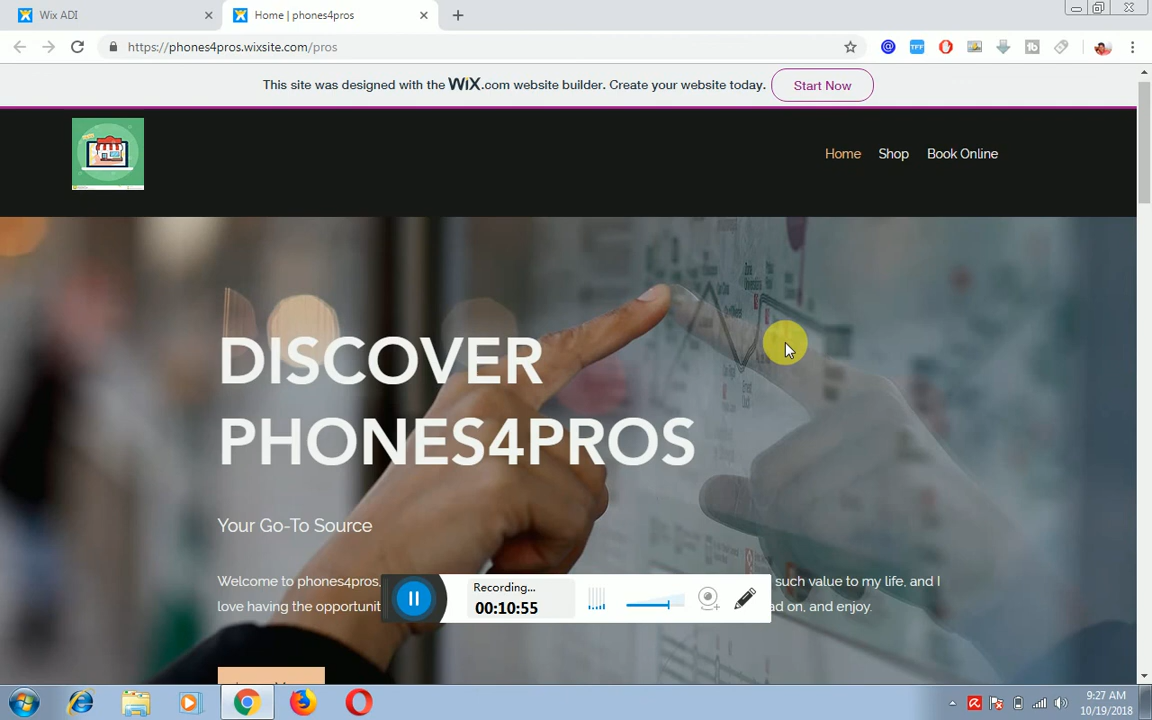 Wix ADI
Home | phones4pros
https://phones4pros.wixsite.com/pros
@
TFF
This site was designed with the WiX.com website builder. Create your website today.
Start Now
Home
Shop
Book Online
DISCOVER
PHONES4PROS
Your Go-To Source
Welcome to phones4pros. such value to my life, and I
love having the opportunit ad on, and enjoy.
Recording...
00:10:55
9:27 AM
10/19/2018